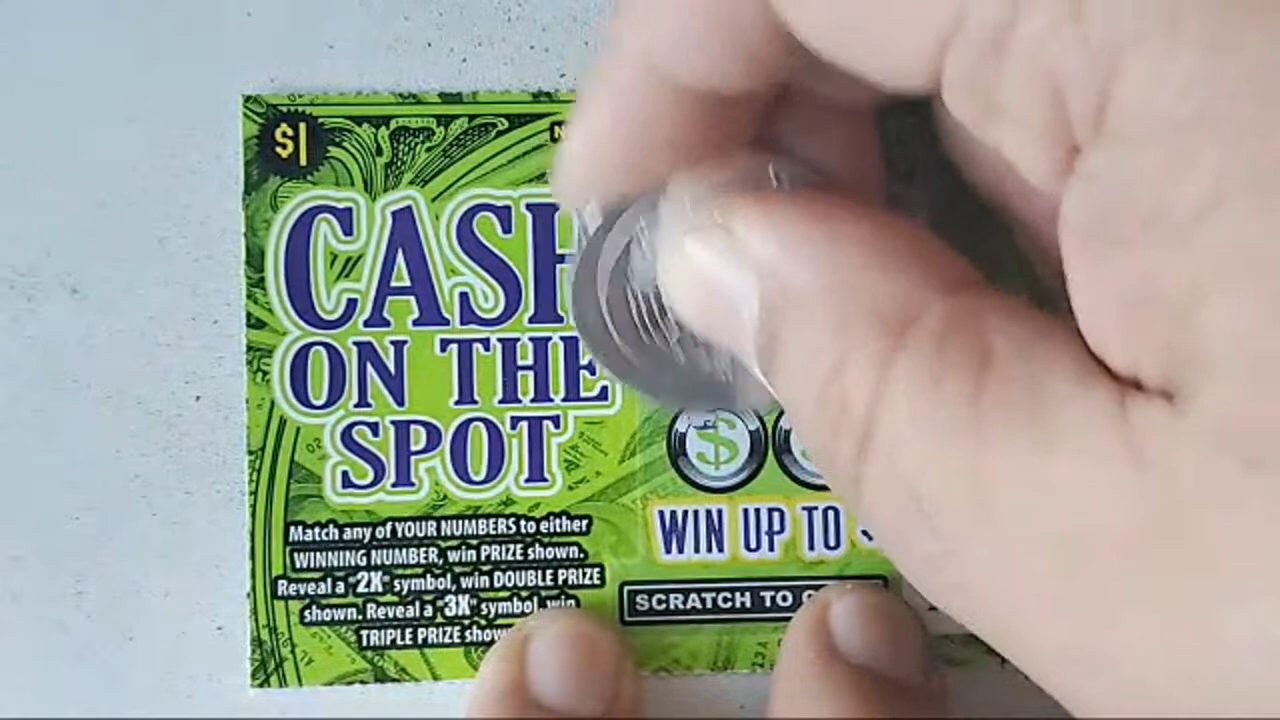 $1
CASH
ON THE
SPOT
Match any of YOUR NUMBERS to either
WINNING NUMBER, win PRIZE shown.
Reveal a "2X" symbol, win DOUBLE PRIZE
shown. Reveal a "3X" symbol, win
TRIPLE PRIZE
$
WIN UP TO
SCRATCH TO